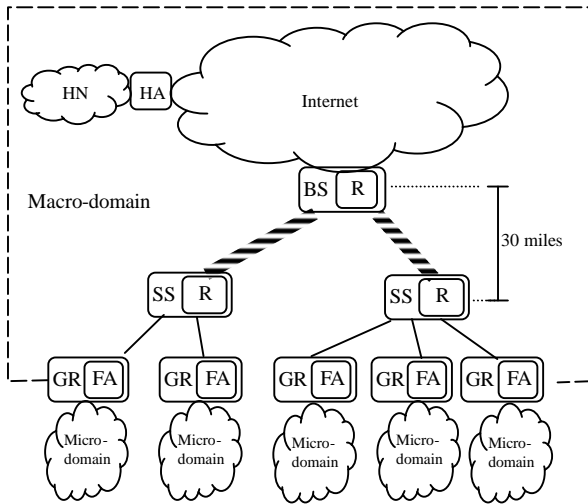 HN
HA
Internet
BS
R
Macro-domain
30 miles
SS
R
SS
R
GR
FA
GR
FA
GR
FA
GR
FA
GR
FA
Micro-
domain
Micro-
domain
Micro-
domain
Micro-
domain
Micro-
domain